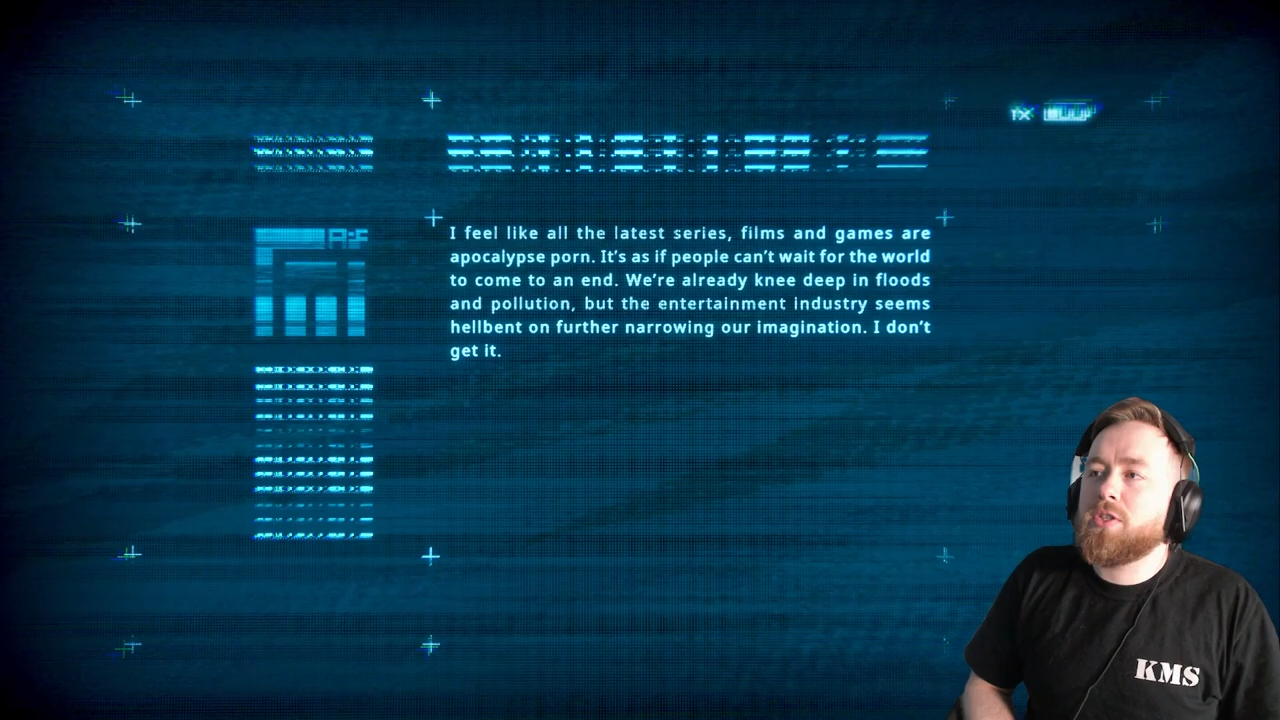 I feel like all the latest series, films and games are
apocalypse porn. It's as if people can't wait for the world
to come to an end. We're already knee deep in floods
and pollution, but the entertainment industry seems
hellbent on further narrowing our imagination. I don't
get it.
KMS